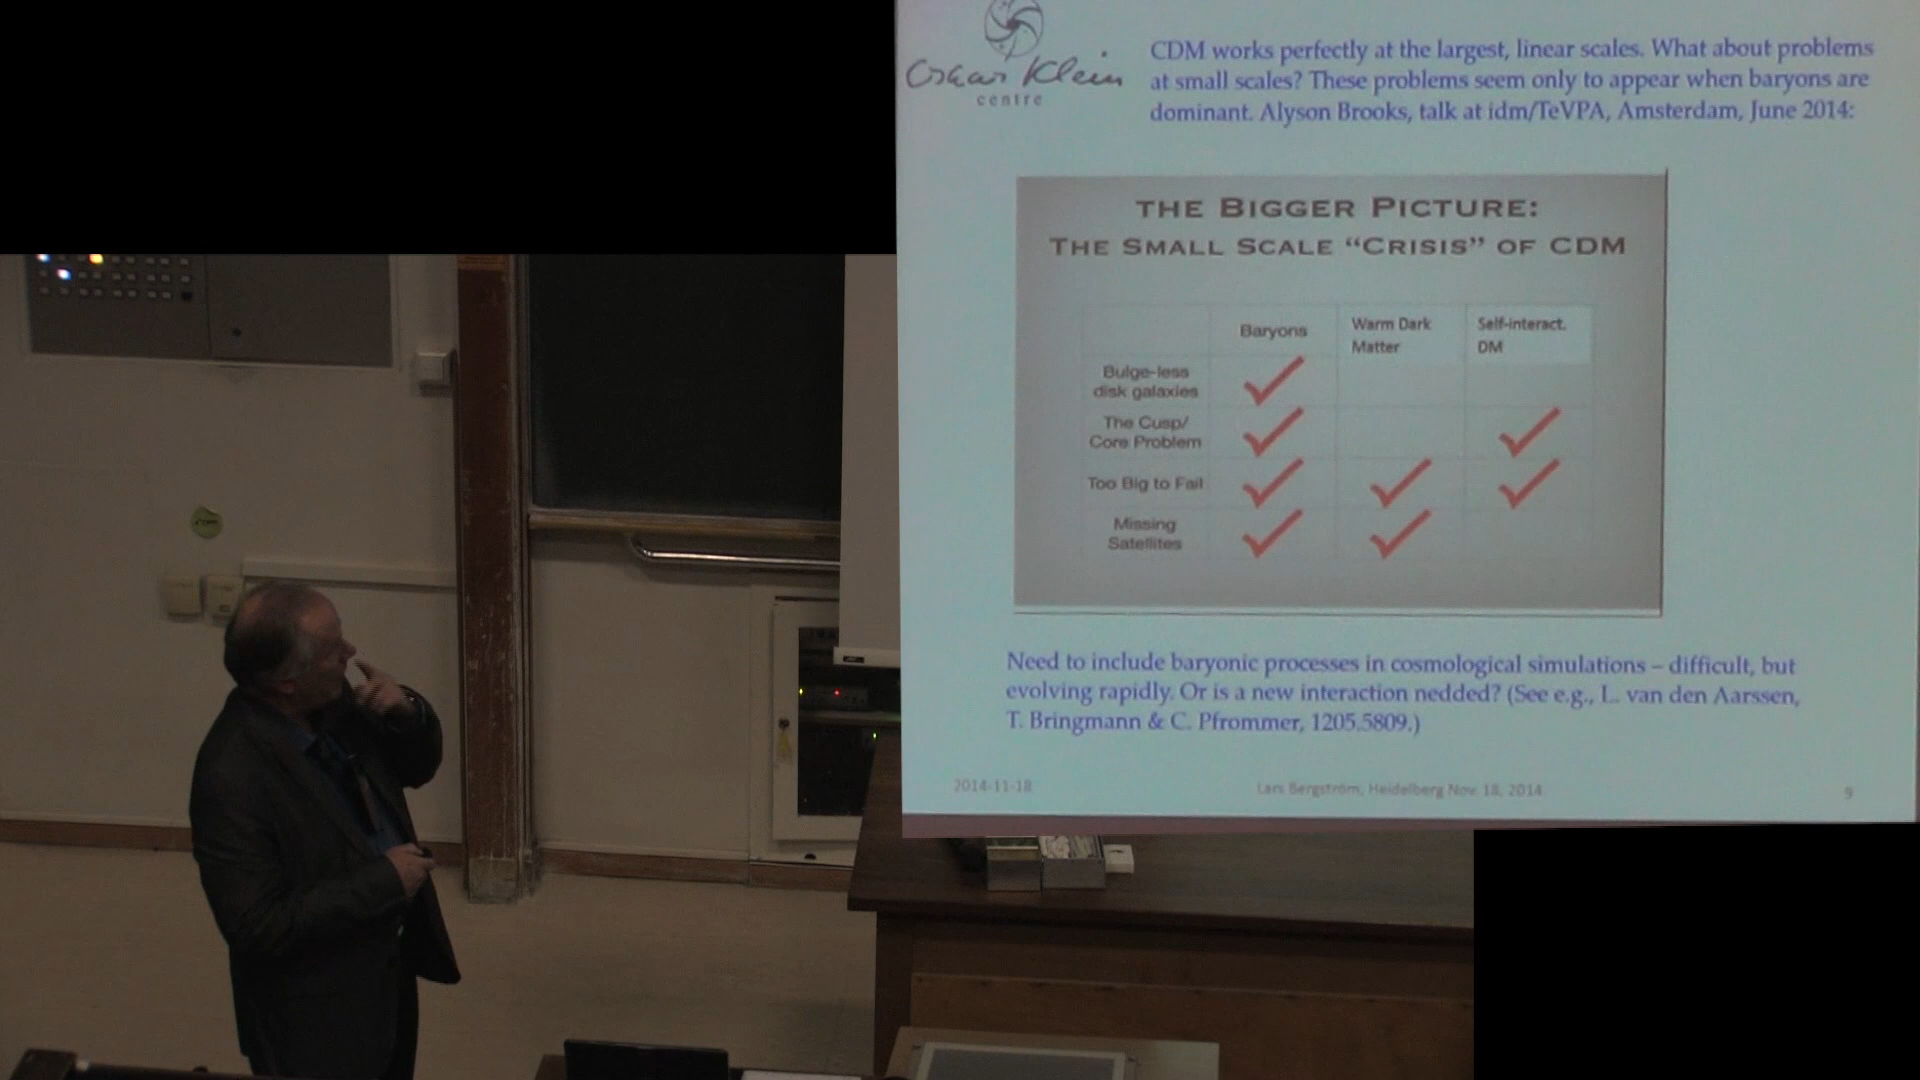 Oskar Klein
centre
CDM works perfectly at the largest, linear scales. What about problems
at small scales? These problems seem only to appear when baryons are
dominant. Alyson Brooks, talk at idm/TeVPA, Amsterdam, June 2014:
THE BIGGER PICTURE:
THE SMALL SCALE “CRISIS” OF CDM
Baryons
Warm Dark
Matter
Self-interact.
DM
Bulge-less
disk galaxies
The Cusp/
Core Problem
Too Big to Fail
Missing
Satellites
Need to include baryonic processes in cosmological simulations – difficult, but
evolving rapidly. Or is a new interaction nedded? (See e.g., L. van den Aarssen,
T. Bringmann & C. Pfrommer, 1205.5809.)
2014-11-18
Lars Bergström, Heidelberg Nov. 18, 2014
9